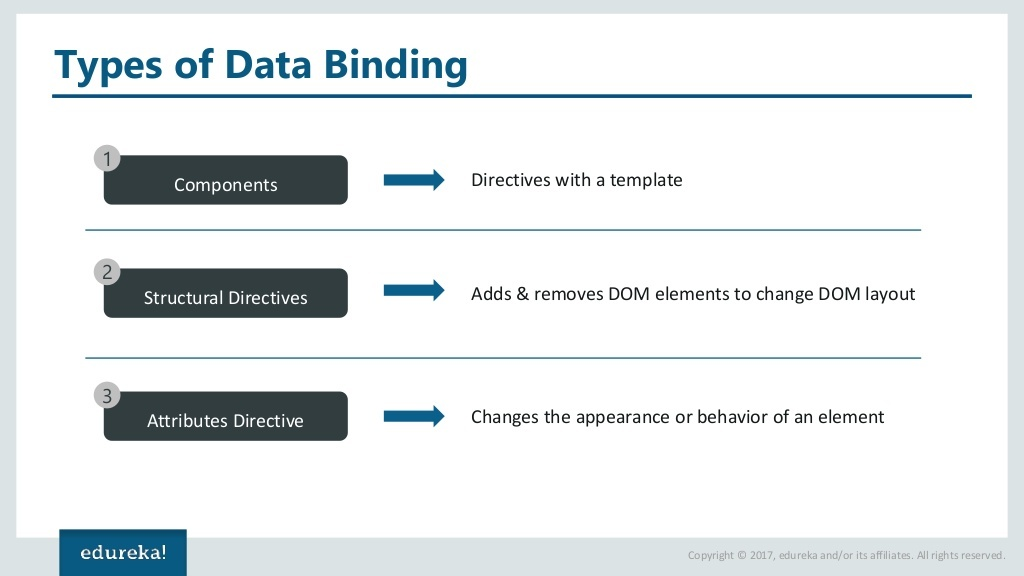 Types of Data Binding
1
Components
Directives with a template
2
Structural Directives
Adds & removes DOM elements to change DOM layout
3
Attributes Directive
Changes the appearance or behavior of an element
edureka!
Copyright © 2017, edureka and/or its affiliates. All rights reserved.